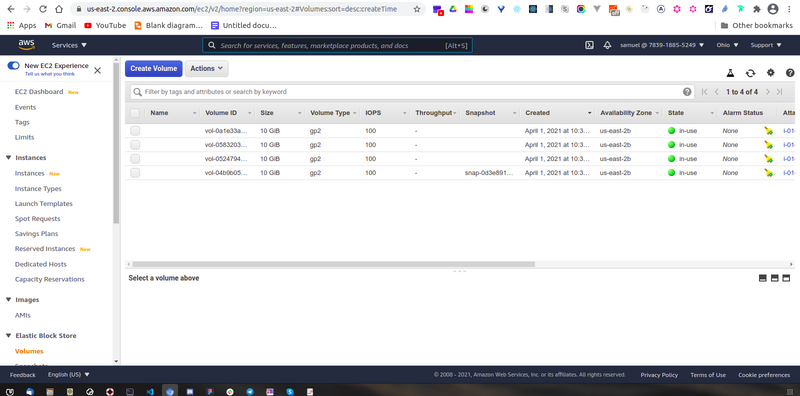 us-east-2.console.aws.amazon.com/ec2/v2/home?region=us-east-2#Volumes:sort=desc:createTime
Apps Gmail YouTube Blank diagram... Untitled docu... Other bookmarks
aws Services Search for services, features, marketplace products, and docs [Alt+S] samuel @ 7839-1885-5249 Ohio Support
New EC2 Experience
Tell us what you think
Create Volume Actions
EC2 Dashboard New
Events
Tags
Limits
Instances
Instances New
Instance Types
Launch Templates
Spot Requests
Savings Plans
Reserved Instances New
Dedicated Hosts
Capacity Reservations
Images
AMIs
Elastic Block Store
Volumes
Filter by tags and attributes or search by keyword 1 to 4 of 4
Name Volume ID Size Volume Type IOPS Throughput Snapshot Created Availability Zone State Alarm Status Atta
vol-0a1e33a... 10 GiB gp2 100 - April 1, 2021 at 10:3... us-east-2b in-use None i-01
vol-0583203... 10 GiB gp2 100 - April 1, 2021 at 10:3... us-east-2b in-use None i-01
vol-0524794... 10 GiB gp2 100 - April 1, 2021 at 10:3... us-east-2b in-use None i-01
vol-04b9b05... 10 GiB gp2 100 - snap-0d3e891... April 1, 2021 at 10:3... us-east-2b in-use None i-01
Select a volume above
Feedback English (US) © 2008 - 2021, Amazon Web Services, Inc. or its affiliates. All rights reserved. Privacy Policy Terms of Use Cookie preferences